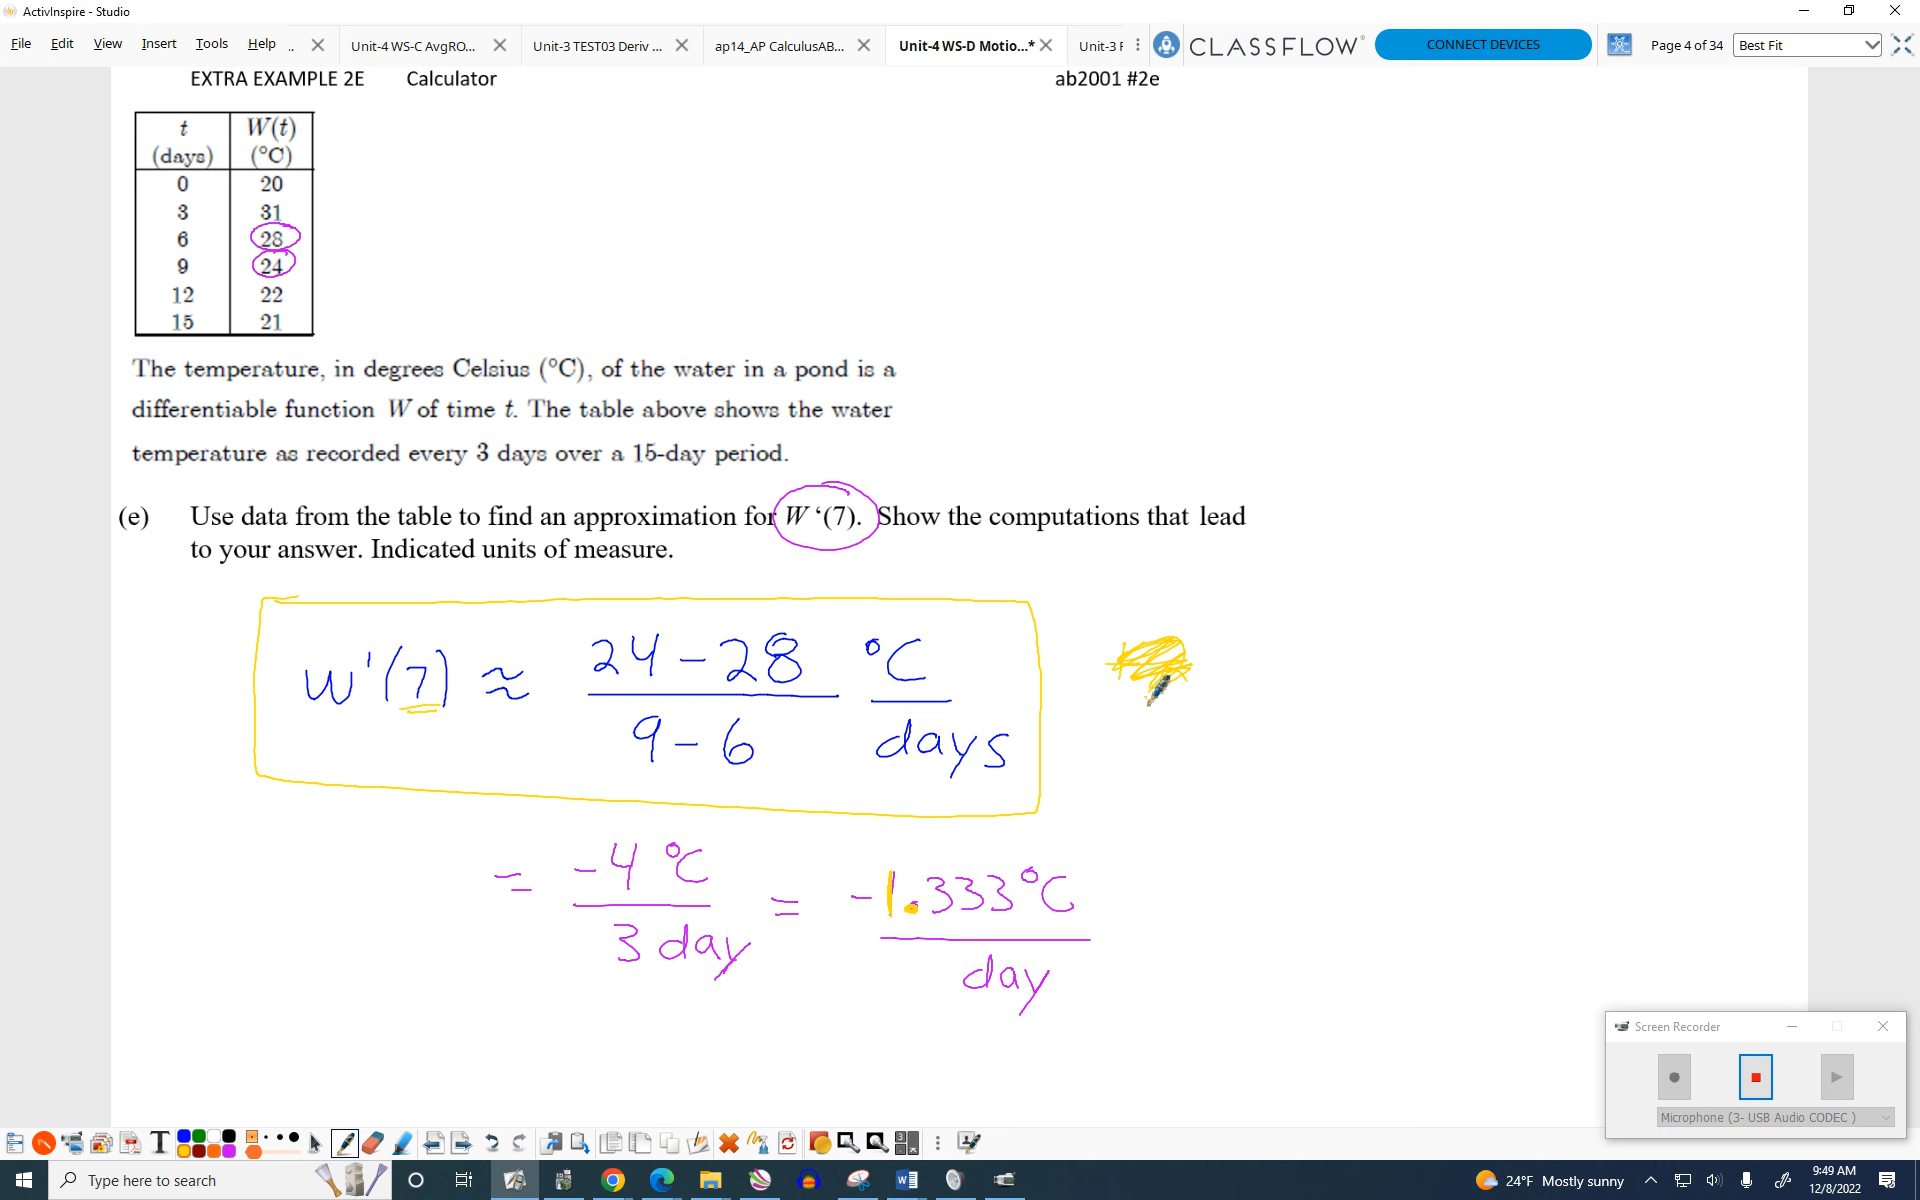 ActivInspire - Studio
File Edit View Insert Tools Help .. Unit-4 WS-C AvgRO... Unit-3 TEST03 Deriv ... ap14_AP CalculusAB... Unit-4 WS-D Motio...* Unit-3 F CLASSFLOW CONNECT DEVICES Page 4 of 34 Best Fit
EXTRA EXAMPLE 2E Calculator ab2001 #2e
t W(t)
(days) (°C)
0 20
3 31
6 28
9 24
12 22
15 21
The temperature, in degrees Celsius (°C), of the water in a pond is a
differentiable function W of time t. The table above shows the water
temperature as recorded every 3 days over a 15-day period.
(e) Use data from the table to find an approximation for W ‘(7). Show the computations that lead
to your answer. Indicated units of measure.
W'(7) ≈ 24-28 °C
9-6 days
= -4 °C = -1.333°C
3 day day
Screen Recorder
Microphone (3- USB Audio CODEC )
Type here to search
24°F Mostly sunny
9:49 AM
12/8/2022